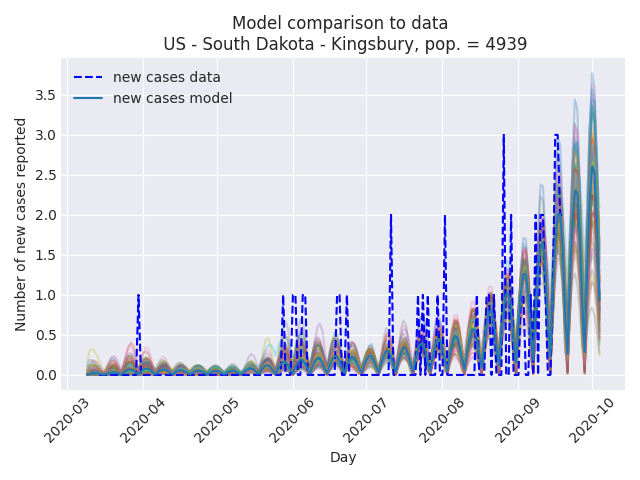 Model comparison to data
US - South Dakota - Kingsbury, pop. = 4939
new cases data
new cases model
Number of new cases reported
3.5
3.0
2.5
2.0
1.5
1.0
0.5
0.0
2020-03
2020-04
2020-05
2020-06
2020-07
2020-08
2020-09
2020-10
Day